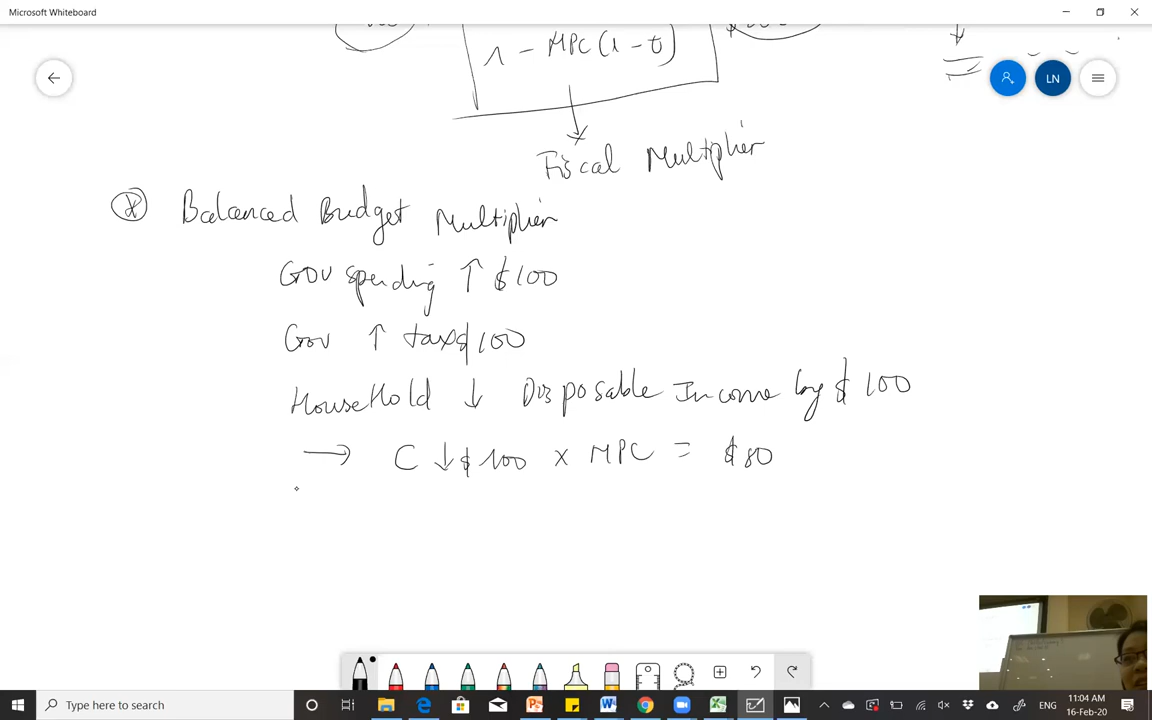 Microsoft Whiteboard
1 - MPC (1 - t)
LN
Fiscal Multiplier
Balanced Budget Multiplier
Gov spending ↑ $100
Gov ↑ tax $100
Household ↓ Disposable Income by $ 100
→ C ↓ $100 x MPC = $80
Type here to search
ENG
11:04 AM
16-Feb-20